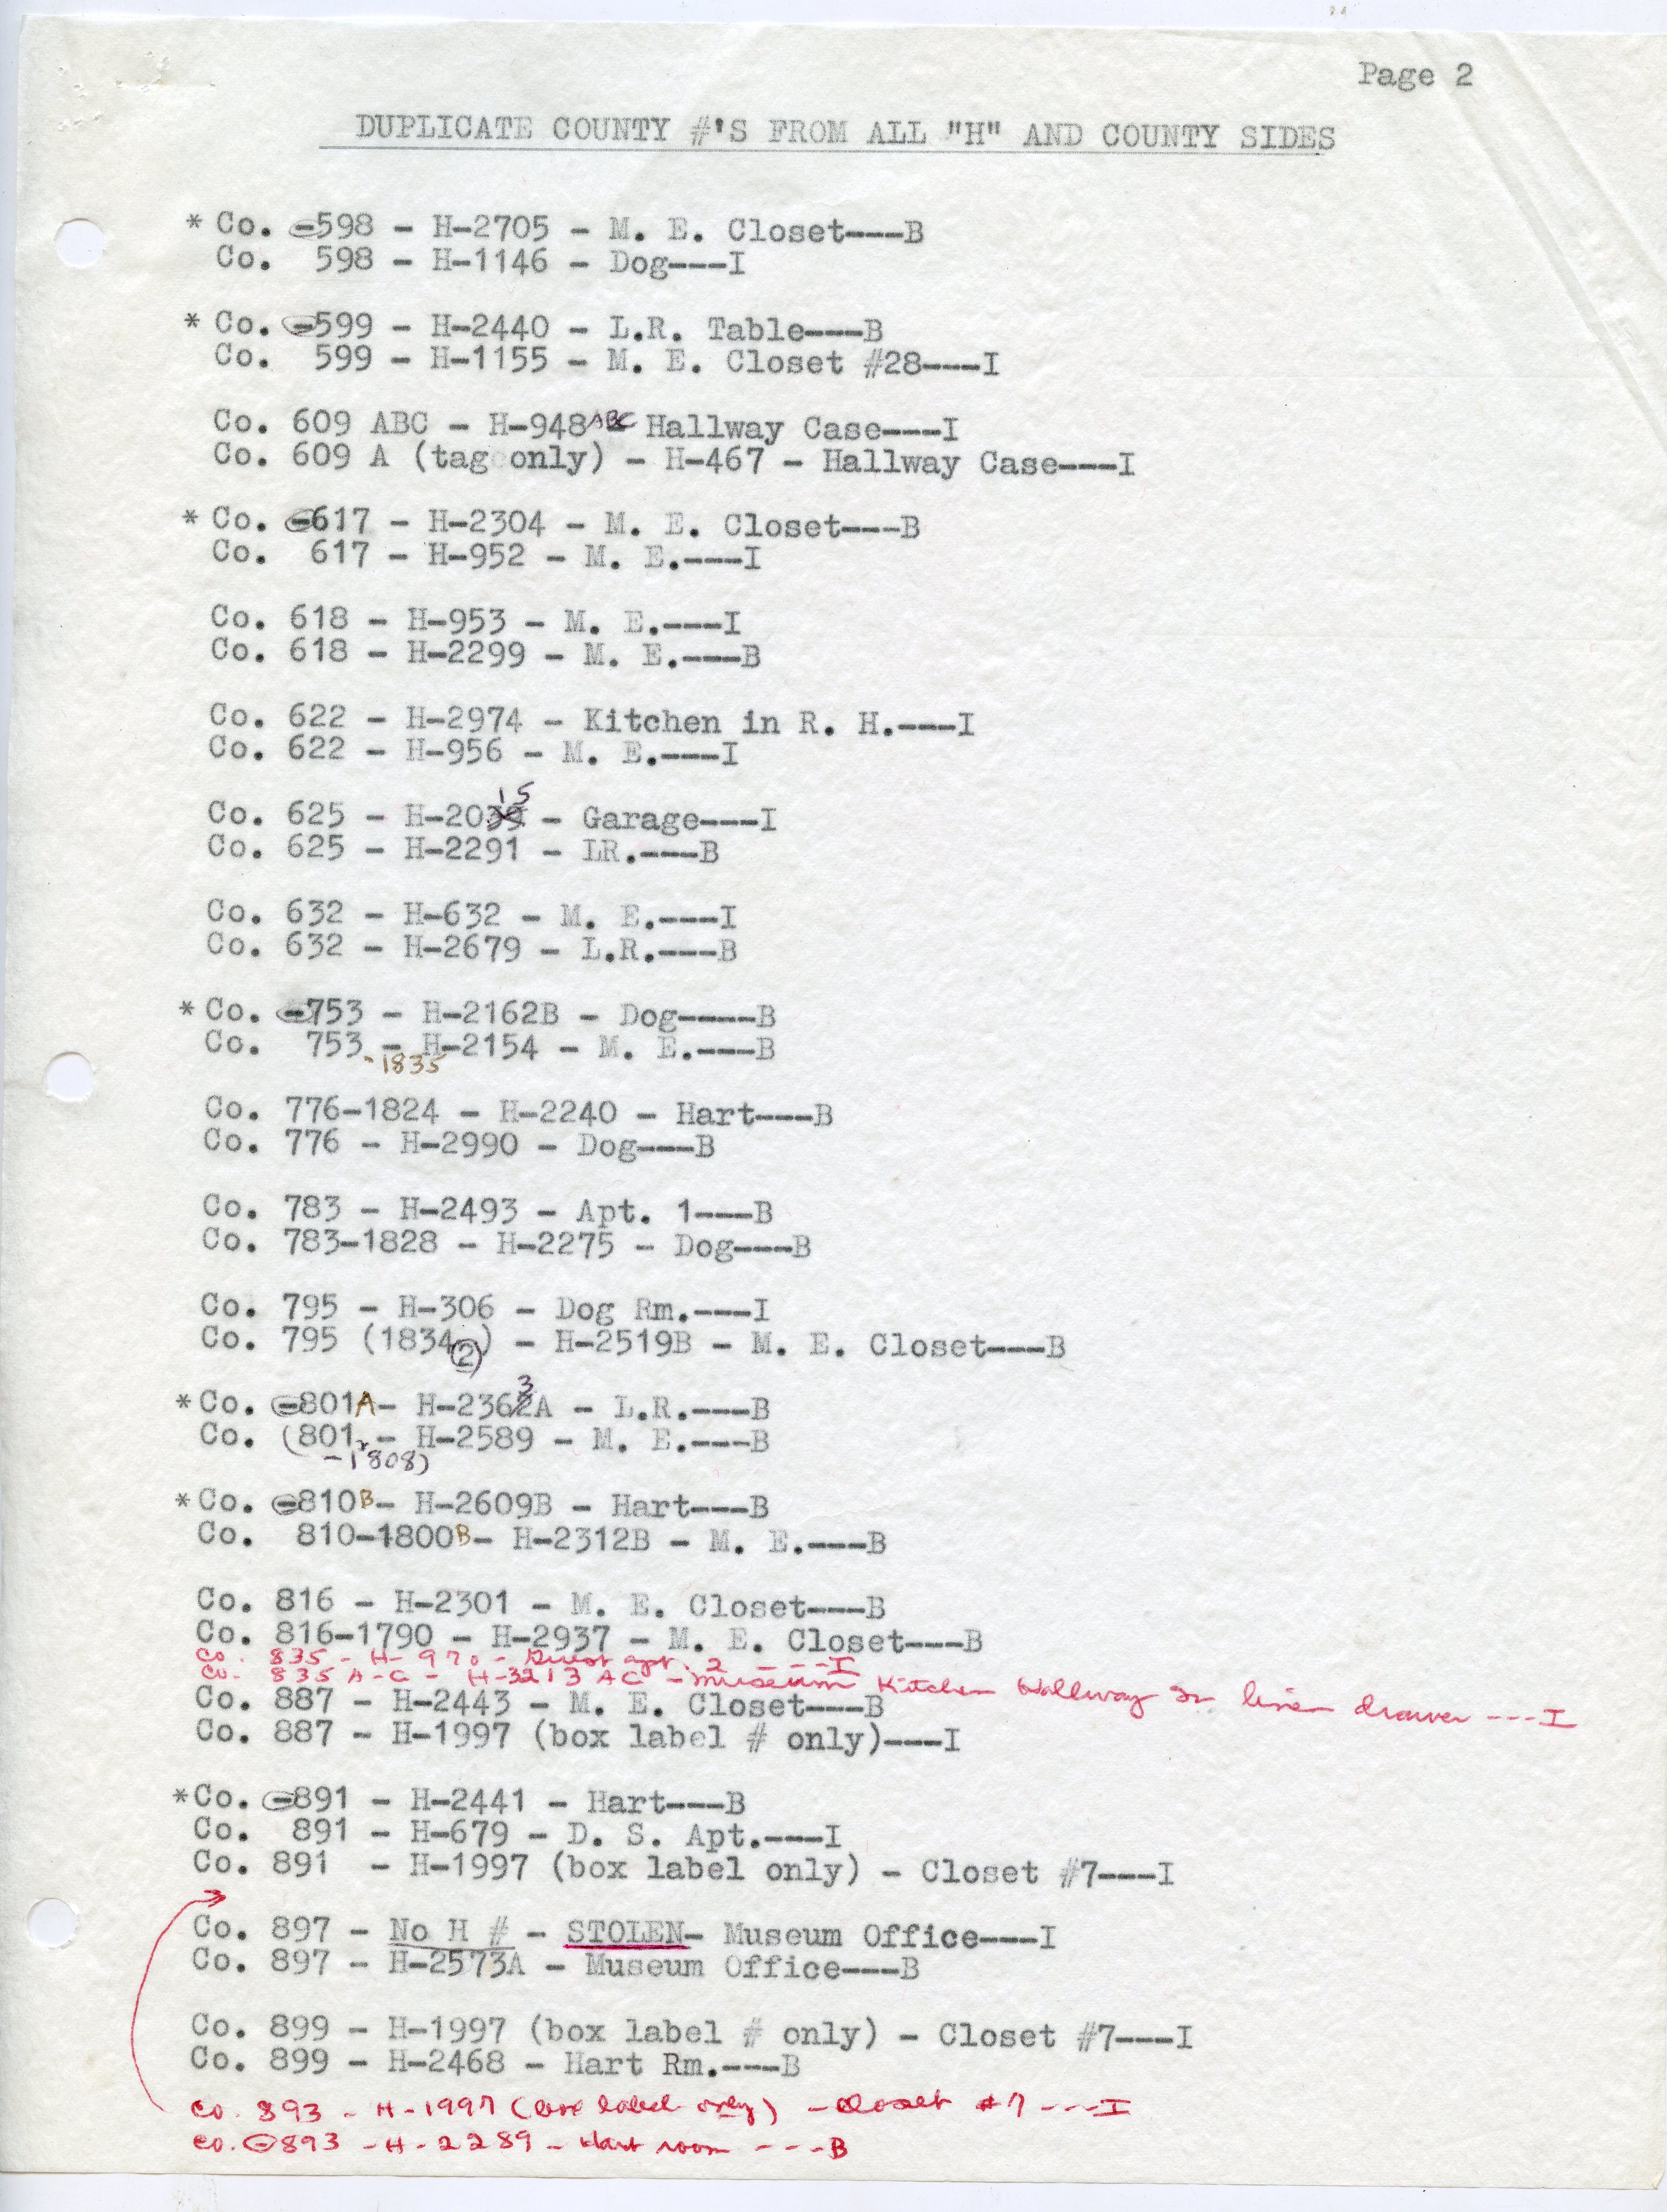 Page 2
DUPLICATE COUNTY #'S FROM ALL "H" AND COUNTY SIDES
* Co. -598 - H-2705 - M. E. Closet---B
Co. 598 - H-1146 - Dog---I
* Co. -599 - H-2440 - L.R. Table---B
Co. 599 - H-1155 - M. E. Closet #28---I
Co. 609 ABC - H-948ABC Hallway Case---I
Co. 609 A (tag only) - H-467 - Hallway Case---I
* Co. -617 - H-2304 - M. E. Closet---B
Co. 617 - H-952 - M. E.---I
Co. 618 - H-953 - M. E.---I
Co. 618 - H-2299 - M. E.---B
Co. 622 - H-2974 - Kitchen in R. H.---I
Co. 622 - H-956 - M. E.---I
15
Co. 625 - H-2039 - Garage---I
Co. 625 - H-2291 - LR.---B
Co. 632 - H-632 - M. E.---I
Co. 632 - H-2679 - L.R.---B
* Co. -753 - H-2162B - Dog----B
Co. 753 - H-2154 - M. E.---B
-1835
Co. 776-1824 - H-2240 - Hart---B
Co. 776 - H-2990 - Dog---B
Co. 783 - H-2493 - Apt. 1---B
Co. 783-1828 - H-2275 - Dog---B
Co. 795 - H-306 - Dog Rm.---I
Co. 795 (1834 2) - H-2519B - M. E. Closet---B
3
* Co. -801A- H-2362A - L.R.---B
Co. (801 - H-2589 - M. E.---B
-1808)
* Co. -810B- H-2609B - Hart---B
Co. 810-1800B- H-2312B - M. E.---B
Co. 816 - H-2301 - M. E. Closet---B
Co. 816-1790 - H-2937 - M. E. Closet---B
Co. 835 - H-970 - Guest apt. 2 ----I
Co. 835 A-C - H-3213 AC - Museum Kitchen Hallway in linen drawer ---I
Co. 887 - H-2443 - M. E. Closet---B
Co. 887 - H-1997 (box label # only)---I
*Co. -891 - H-2441 - Hart---B
Co. 891 - H-679 - D. S. Apt.---I
Co. 891 - H-1997 (box label only) - Closet #7---I
Co. 897 - No H # - STOLEN- Museum Office---I
Co. 897 - H-2573A - Museum Office---B
Co. 899 - H-1997 (box label # only) - Closet #7---I
Co. 899 - H-2468 - Hart Rm.---B
Co. 893 - H-1997 (box label only) - Closet #7 ---I
Co. -893 - H-2289 - Hart room ---B